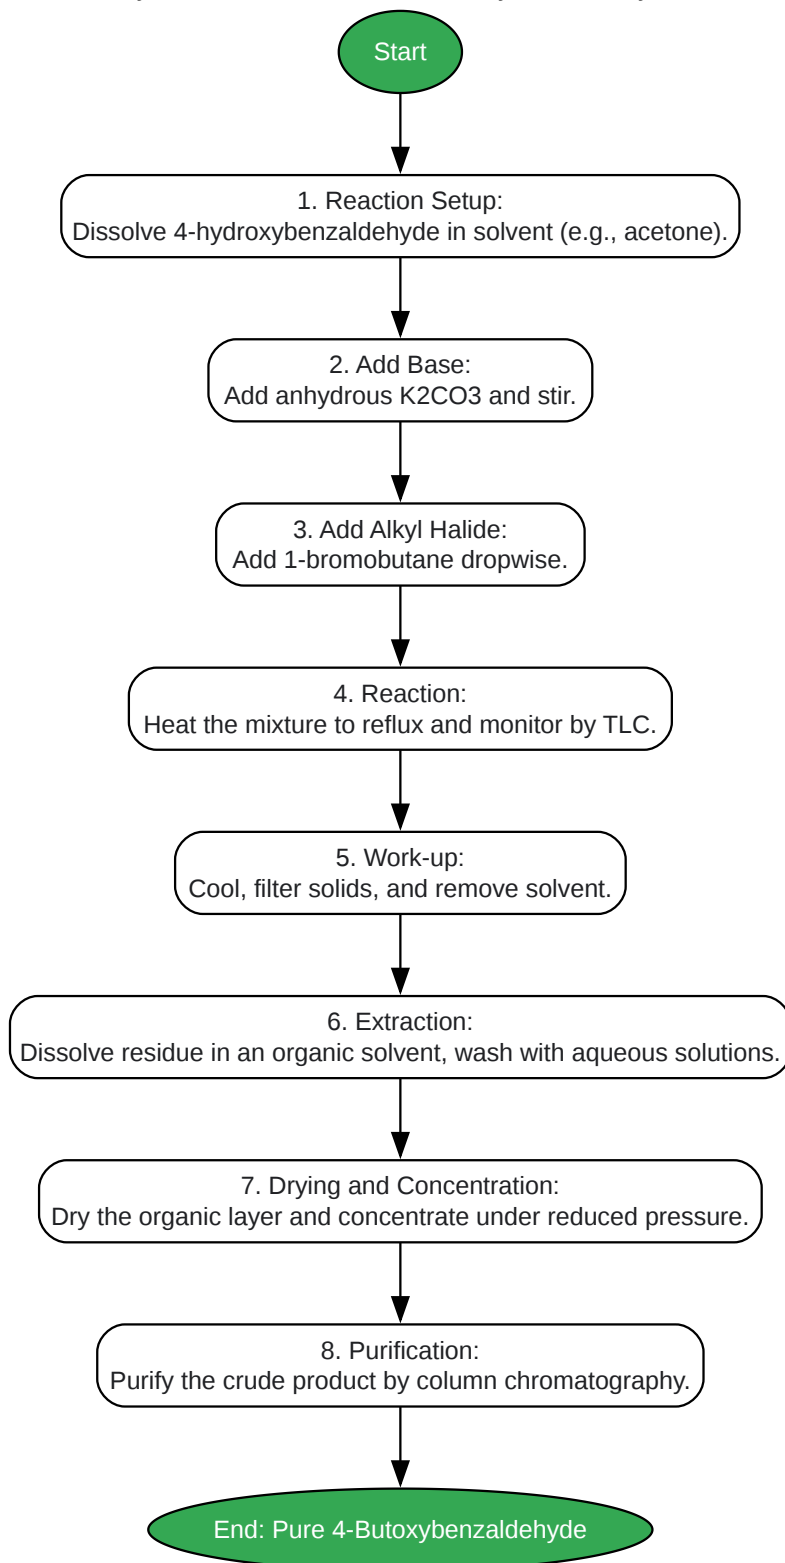 Start
1. Reaction Setup:
Dissolve 4-hydroxybenzaldehyde in solvent (e.g., acetone).
2. Add Base:
Add anhydrous K2CO3 and stir.
3. Add Alkyl Halide:
Add 1-bromobutane dropwise.
4. Reaction:
Heat the mixture to reflux and monitor by TLC.
5. Work-up:
Cool, filter solids, and remove solvent.
6. Extraction:
Dissolve residue in an organic solvent, wash with aqueous solutions.
7. Drying and Concentration:
Dry the organic layer and concentrate under reduced pressure.
8. Purification:
Purify the crude product by column chromatography.
End: Pure 4-Butoxybenzaldehyde